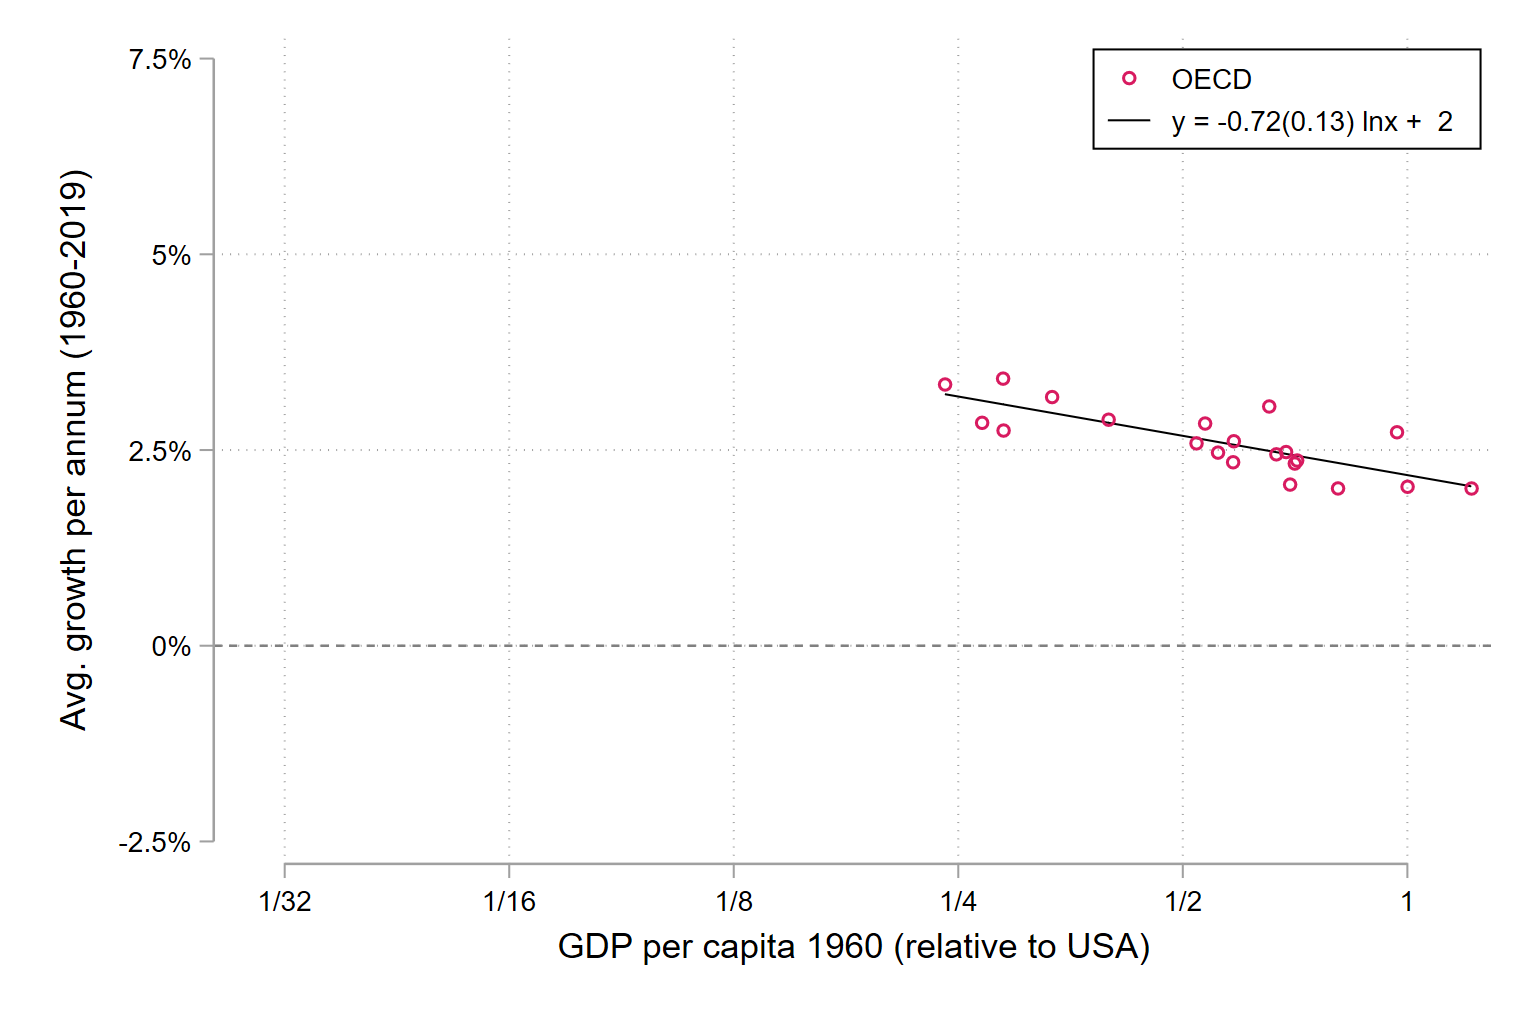 7.5%
5%
2.5%
0%
-2.5%
Avg. growth per annum (1960-2019)
OECD
y = -0.72(0.13) lnx +  2
1/32
1/16
1/8
1/4
1/2
1
GDP per capita 1960 (relative to USA)